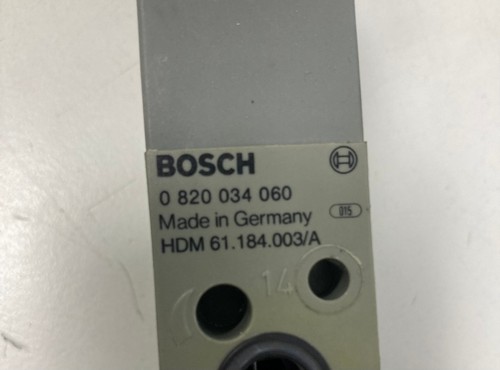 BOSCH
0 820 034 060
Made in Germany 015
HDM 61.184.003/A
14